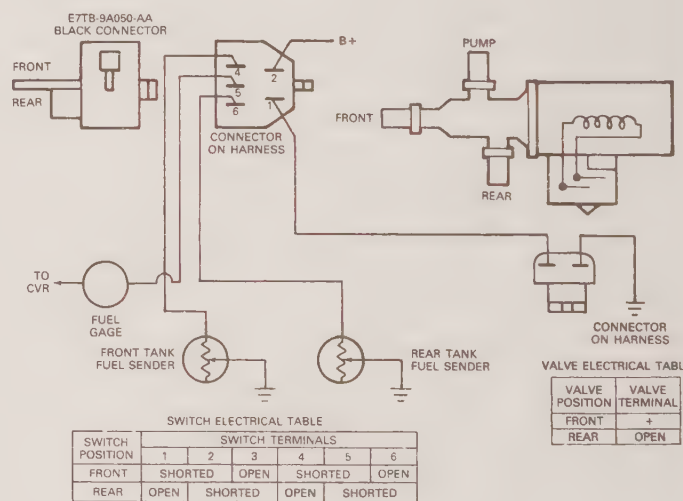 E7TB-9A050-AA
BLACK CONNECTOR
FRONT
REAR
4
5
6
2
1
B+
CONNECTOR
ON HARNESS
PUMP
FRONT
REAR
TO
CVR
FUEL
GAGE
FRONT TANK
FUEL SENDER
REAR TANK
FUEL SENDER
CONNECTOR
ON HARNESS
VALVE ELECTRICAL TABL
VALVE POSITION VALVE TERMINAL
FRONT +
REAR OPEN
SWITCH ELECTRICAL TABLE
SWITCH POSITION SWITCH TERMINALS
1 2 3 4 5 6
FRONT SHORTED OPEN SHORTED OPEN
REAR OPEN SHORTED OPEN SHORTED